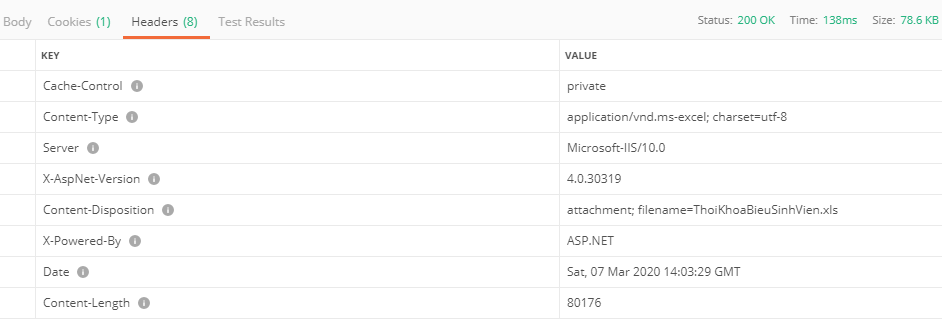 Body Cookies (1) Headers (8) Test Results Status: 200 OK Time: 138ms Size: 78.6 KB
KEY VALUE
Cache-Control private
Content-Type application/vnd.ms-excel; charset=utf-8
Server Microsoft-IIS/10.0
X-AspNet-Version 4.0.30319
Content-Disposition attachment; filename=ThoiKhoaBieuSinhVien.xls
X-Powered-By ASP.NET
Date Sat, 07 Mar 2020 14:03:29 GMT
Content-Length 80176